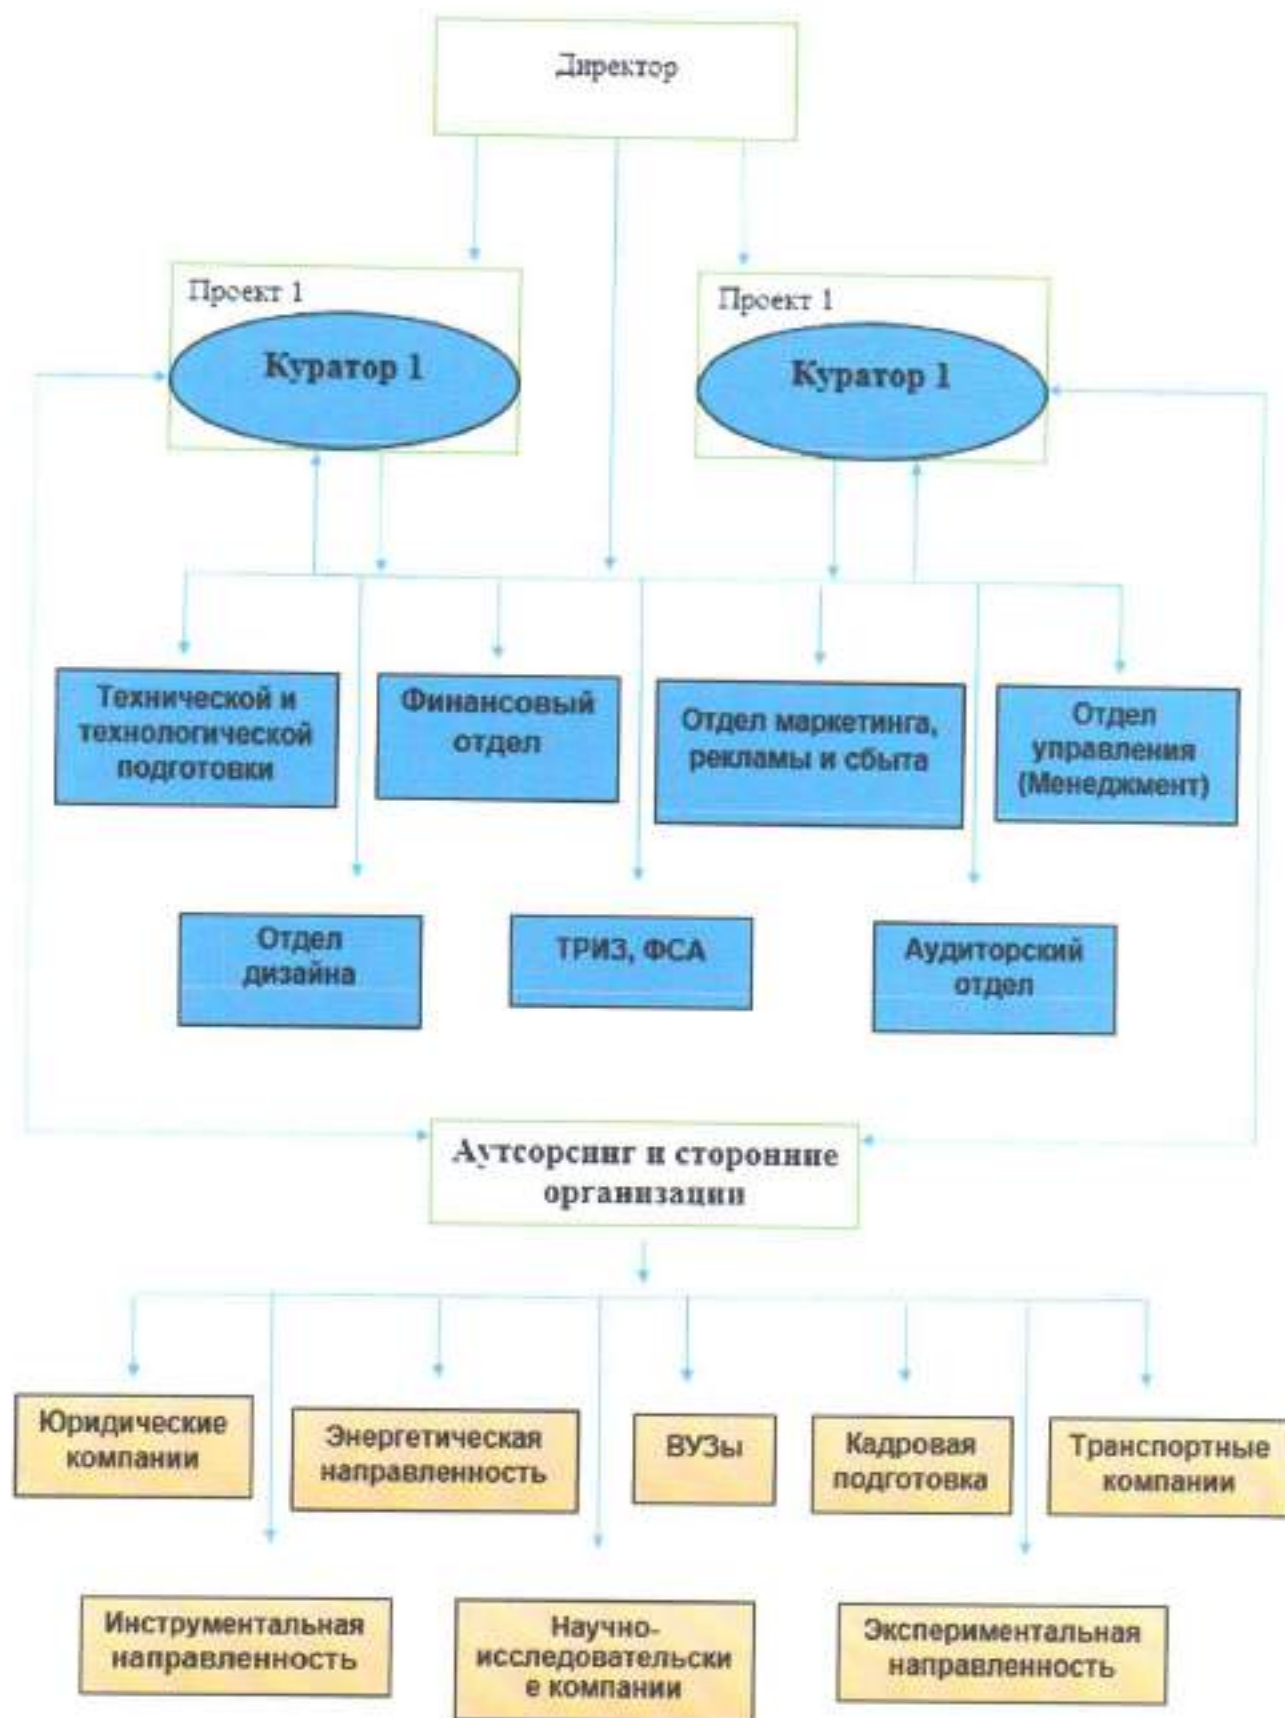 Директор
Проект 1
Куратор 1
Проект 1
Куратор 1
Технической и
технологической
подготовки
Финансовый
отдел
Отдел маркетинга,
рекламы и сбыта
Отдел
управления
(Менеджмент)
Отдел
дизайна
ТРИЗ, ФСА
Аудиторский
отдел
Аутсорсинг и сторонние
организации
Юридические
компании
Энергетическая
направленность
ВУЗы
Кадровая
подготовка
Транспортные
компании
Инструментальная
направленность
Научно-
исследовательски
е компании
Экспериментальная
направленность